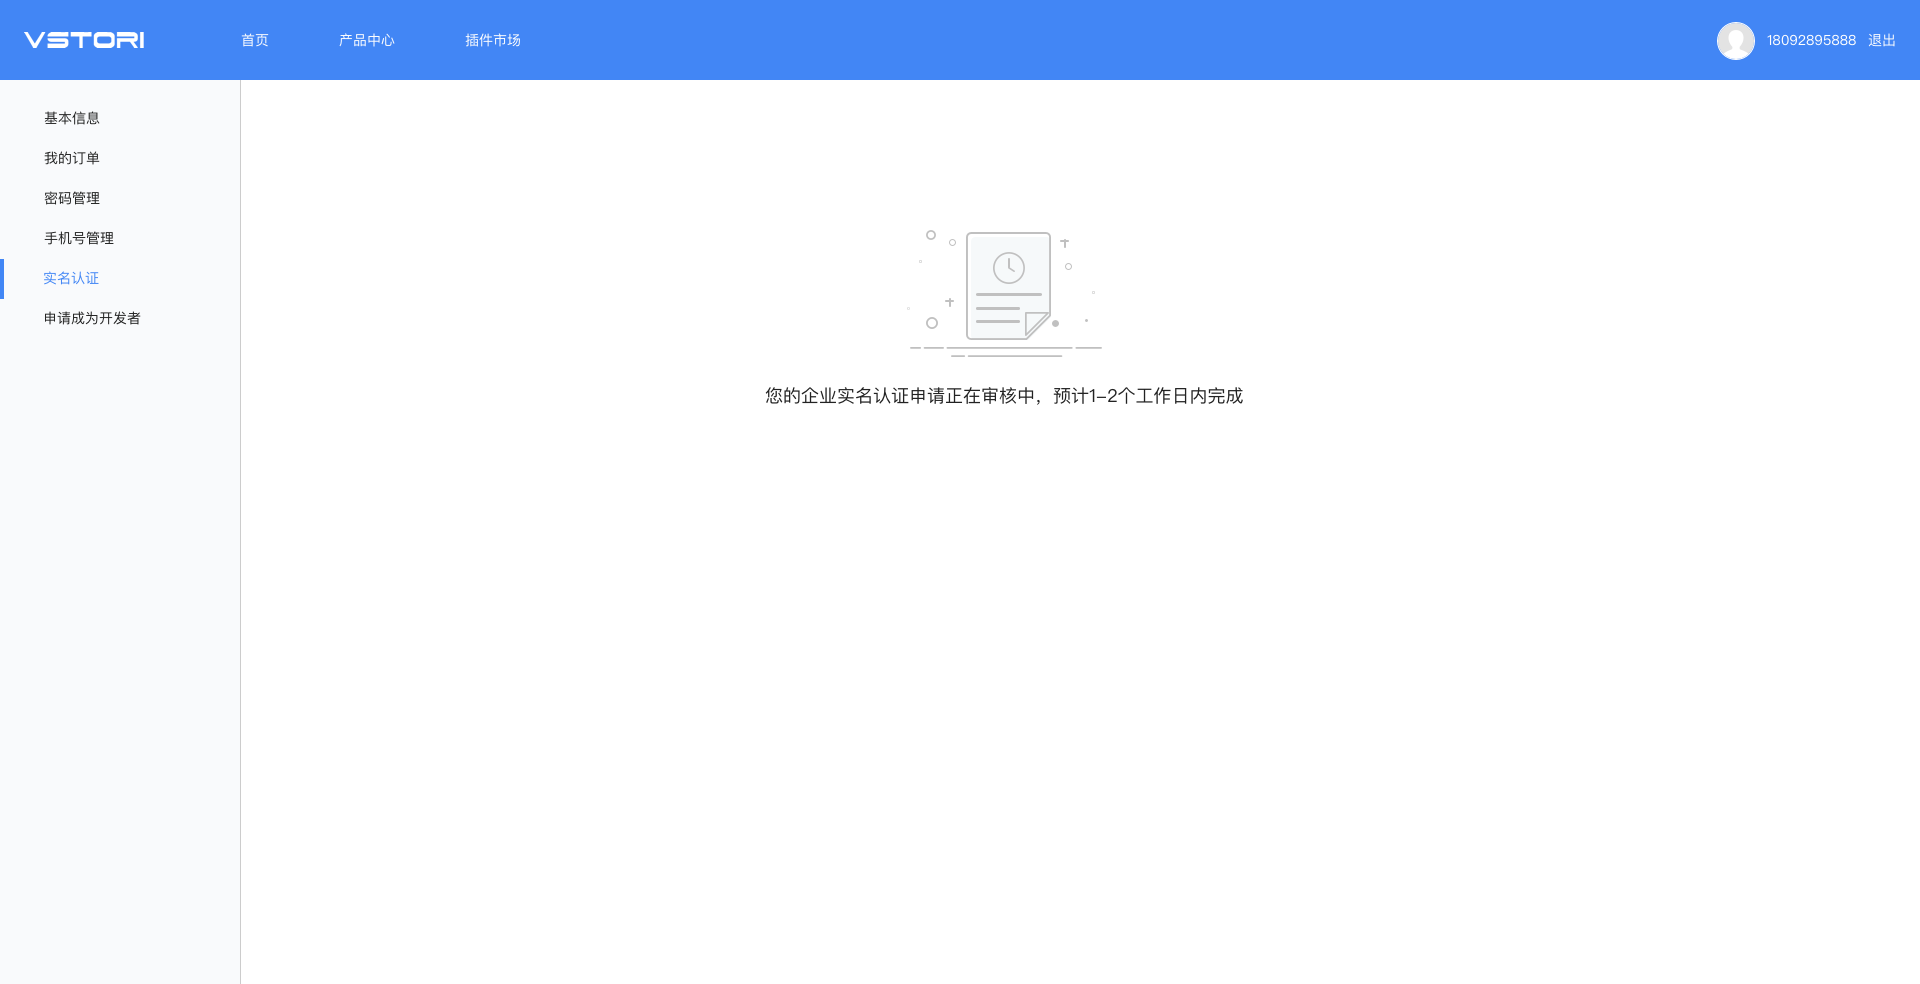 VSTORI
首页
产品中心
插件市场
18092895888
退出
基本信息
我的订单
密码管理
手机号管理
实名认证
申请成为开发者
您的企业实名认证申请正在审核中，预计1-2个工作日内完成